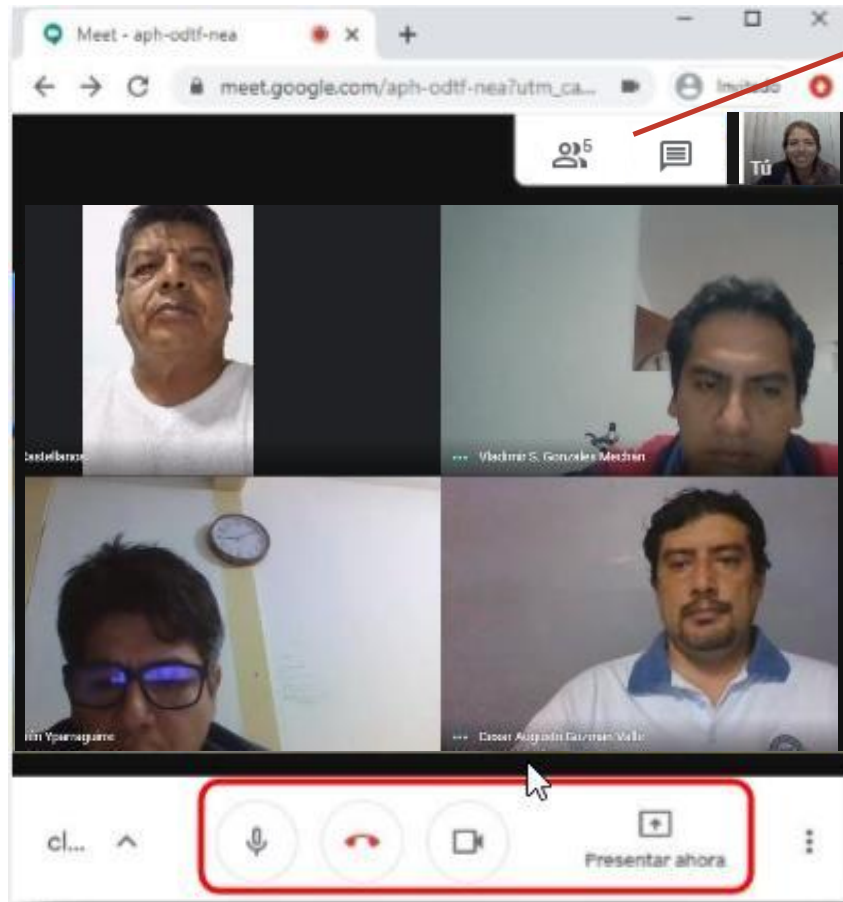 Meet - aph-odtf-nea
meet.google.com/aph-odtf-nea?utm_ca...
Invitado
5
Tú
Castellanos
Vladimir S. Gonzales Mechan
Yparraguirre
Cesar Augusto Guzman Valle
cl...
Presentar ahora